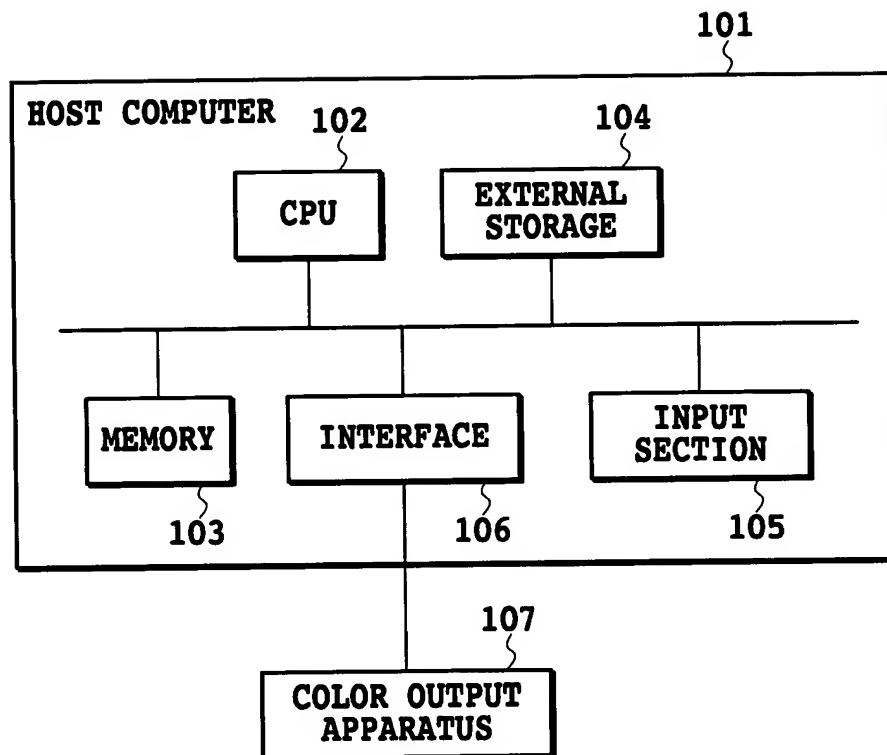 101
HOST COMPUTER
102
104
CPU
EXTERNAL
STORAGE
MEMORY
INTERFACE
INPUT
SECTION
103
106
105
107
COLOR OUTPUT
APPARATUS